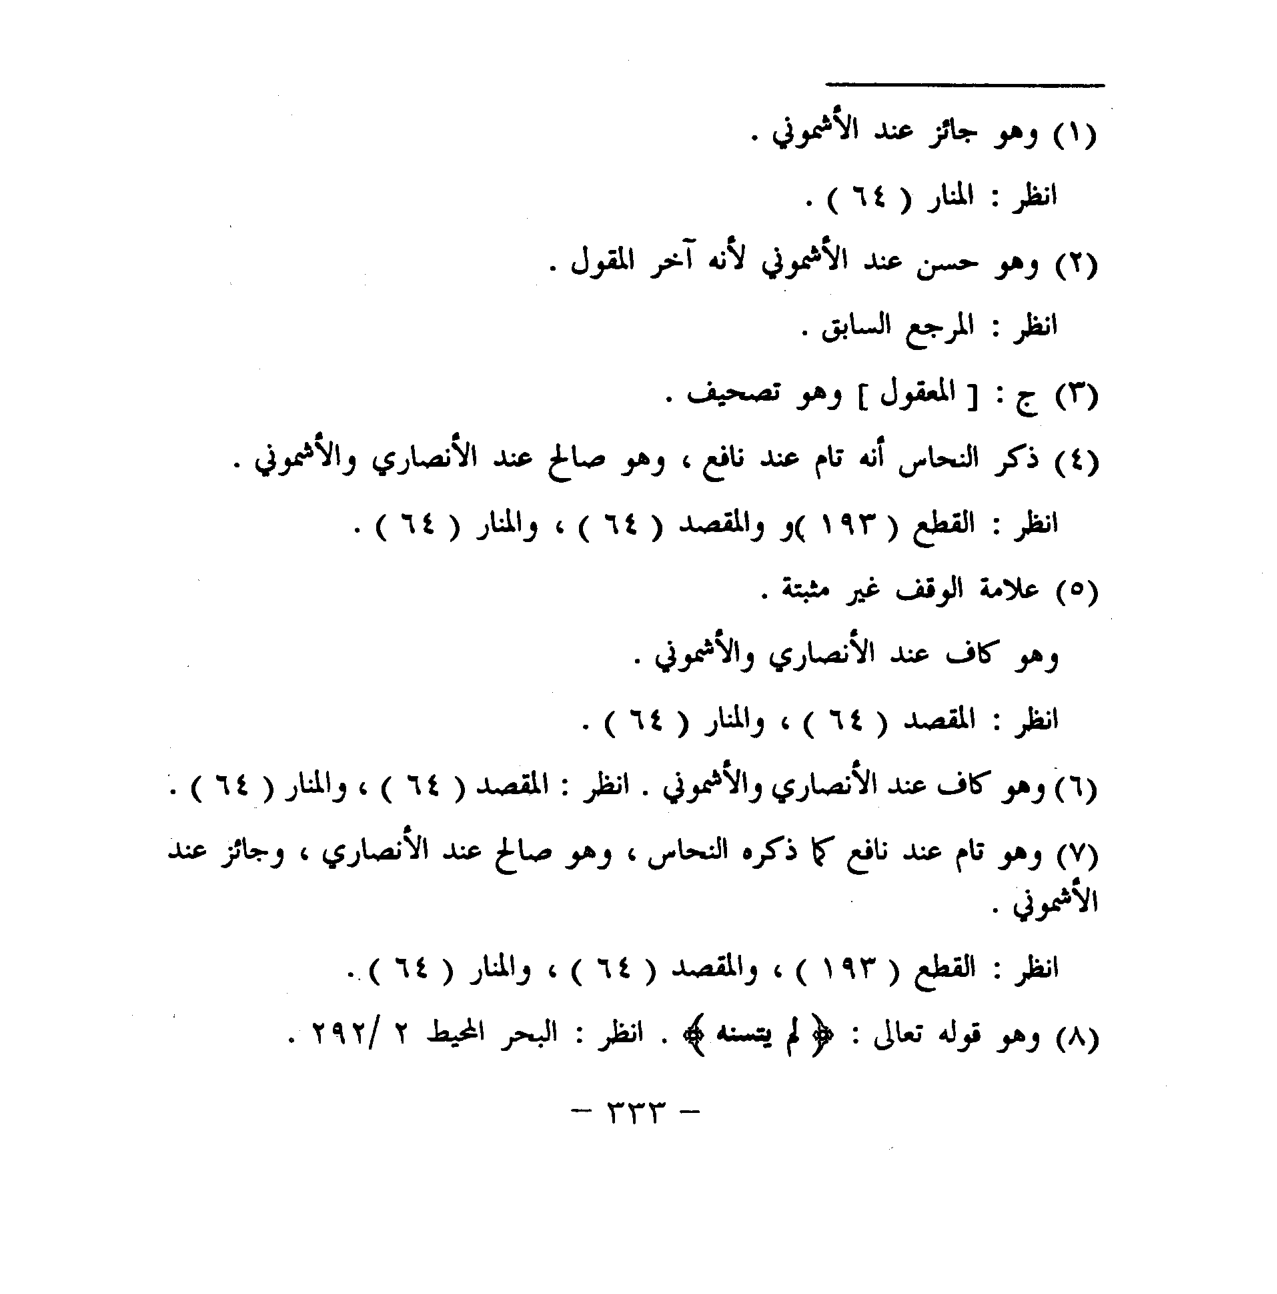 (١) وهو جائز عند الأشموني .
انظر : المنار ( ٦٤ ) .
(٢) وهو حسن عند الأشموني لأنه آخر المقول .
انظر : المرجع السابق .
(٣) ج : [ المعقول ] وهو تصحيف .
(٤) ذكر النحاس أنه تام عند نافع ، وهو صالح عند الأنصاري والأشموني .
انظر : القطع ( ١٩٣ )و والمقصد ( ٦٤ ) ، والمنار ( ٦٤ ) .
(٥) علامة الوقف غير مثبتة .
وهو كاف عند الأنصاري والأشموني .
انظر : المقصد ( ٦٤ ) ، والمنار ( ٦٤ ) .
(٦) وهو كاف عند الأنصاري والأشموني . انظر : المقصد ( ٦٤ ) ، والمنار ( ٦٤ ) .
(٧) وهو تام عند نافع كما ذكره النحاس ، وهو صالح عند الأنصاري ، وجائز عند
الأشموني .
انظر : القطع ( ١٩٣ ) ، والمقصد ( ٦٤ ) ، والمنار ( ٦٤ ) .
(٨) وهو قوله تعالى : ﴿ لم يتسنه ﴾ . انظر : البحر المحيط ٢ /٢٩٢ .
– ٣٣٣ –